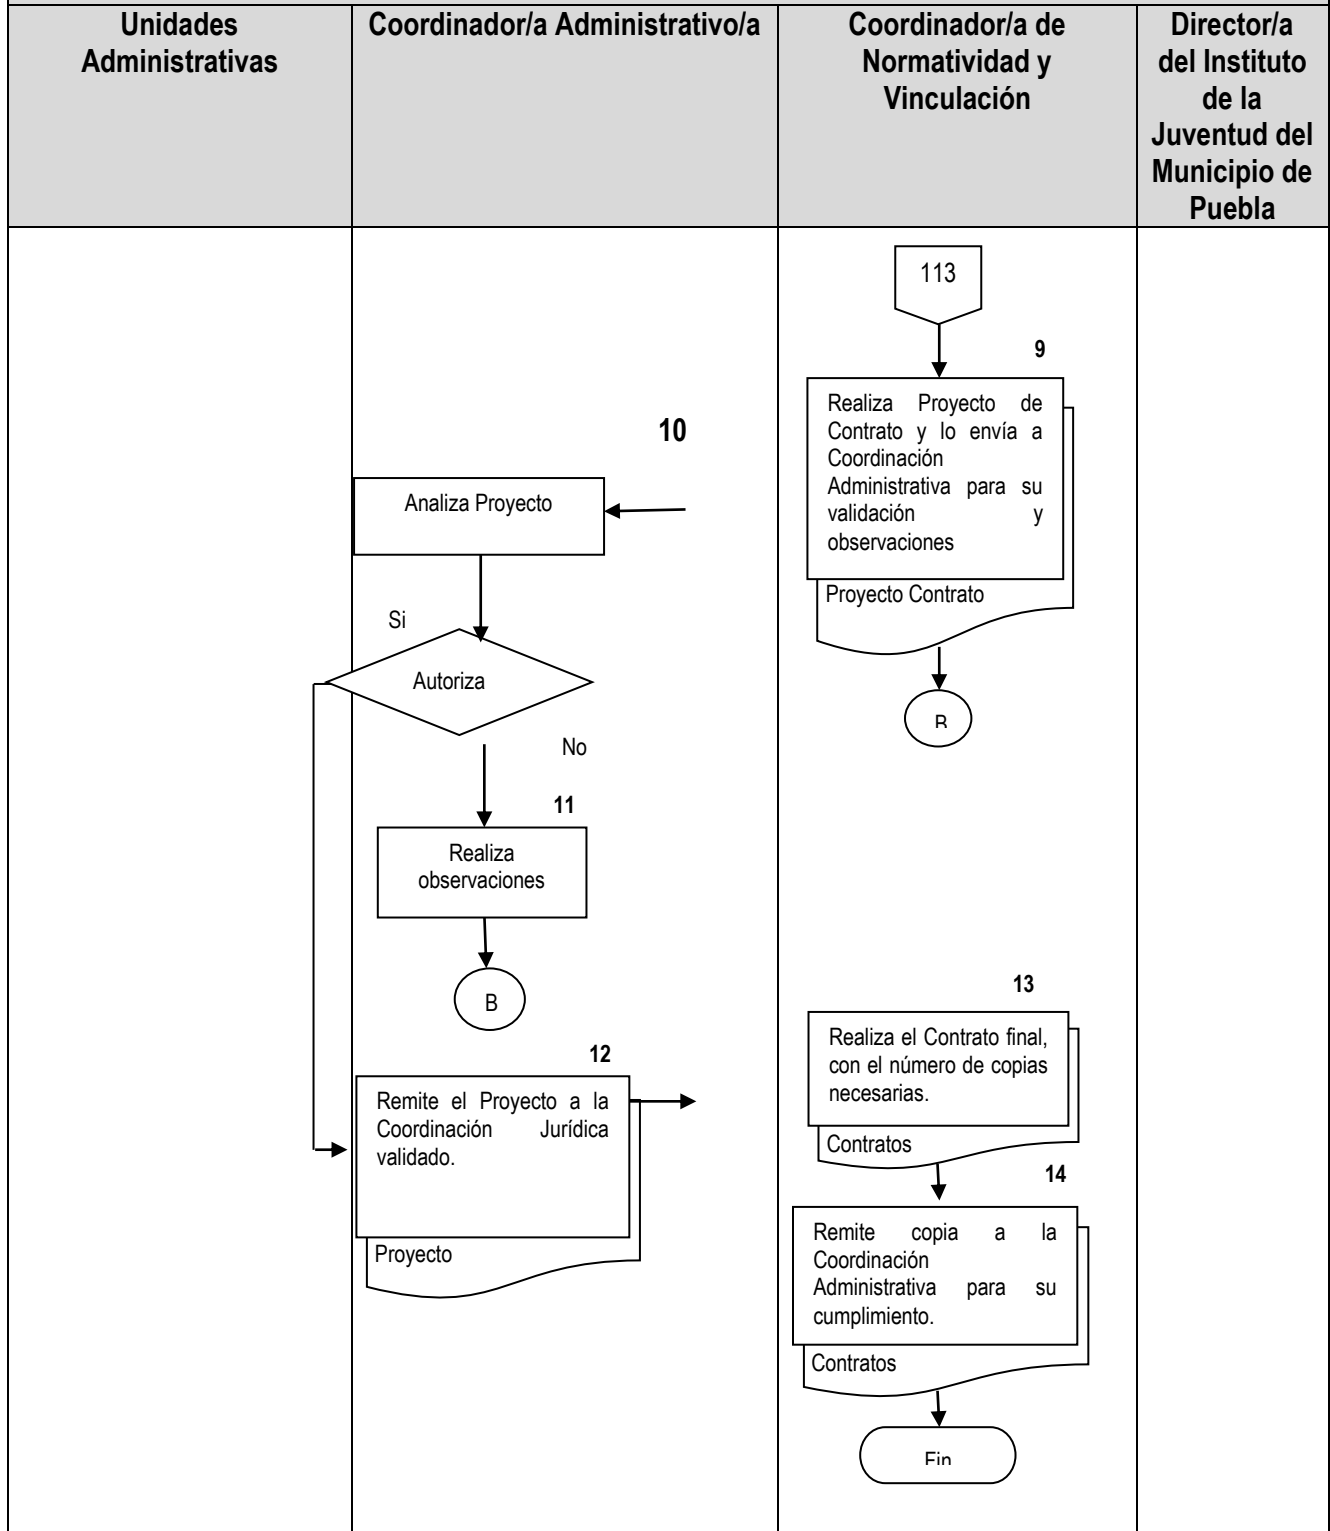 Unidades
Administrativas
Coordinador/a Administrativo/a
Coordinador/a de
Normatividad y
Vinculación
Director/a
del Instituto
de la
Juventud del
Municipio de
Puebla
113
9
Realiza Proyecto de
Contrato y lo envía a
Coordinación
Administrativa para su
validación y
observaciones
Proyecto Contrato
B
10
Analiza Proyecto
Si
Autoriza
No
11
Realiza
observaciones
B
12
Remite el Proyecto a la
Coordinación Jurídica
validado.
Proyecto
13
Realiza el Contrato final,
con el número de copias
necesarias.
Contratos
14
Remite copia a la
Coordinación
Administrativa para su
cumplimiento.
Contratos
Fin